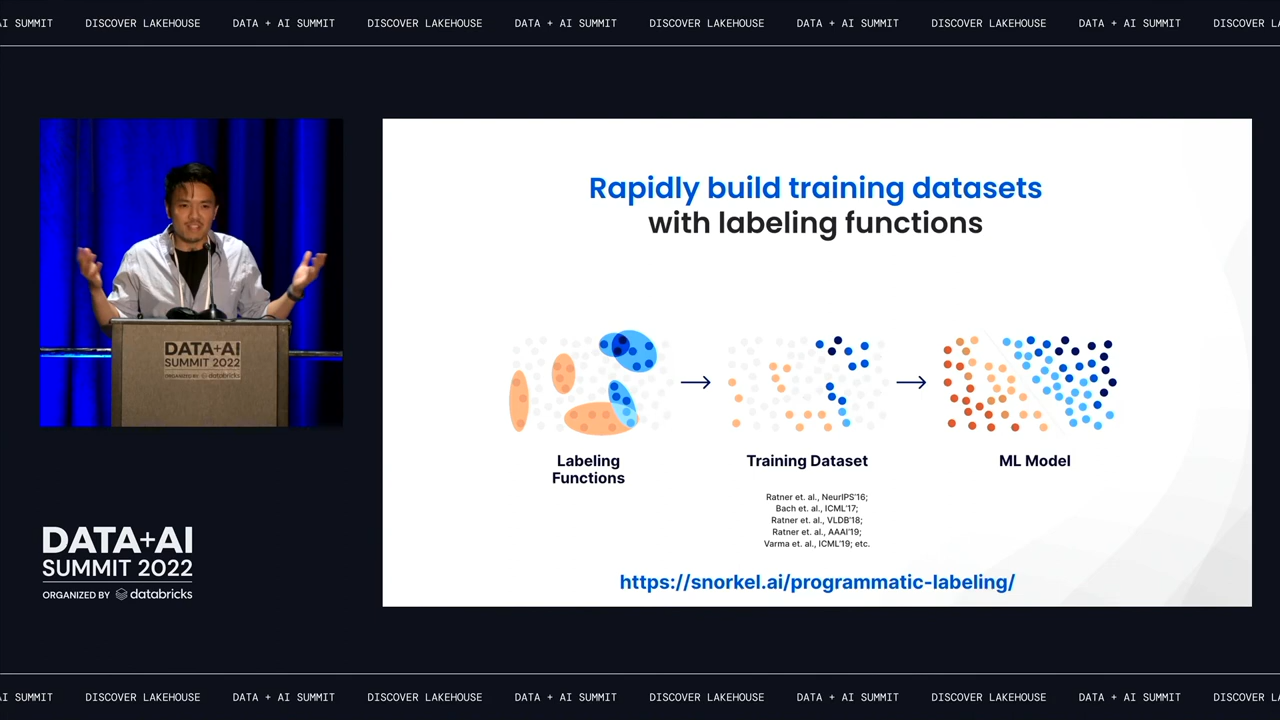 AI SUMMIT DISCOVER LAKEHOUSE DATA + AI SUMMIT DISCOVER LAKEHOUSE DATA + AI SUMMIT DISCOVER LAKEHOUSE DATA + AI SUMMIT DISCOVER LAKEHOUSE DATA + AI SUMMIT DISCOVER
DATA+AI
SUMMIT 2022
ORGANIZED BY databricks
Rapidly build training datasets
with labeling functions
Labeling
Functions
Training Dataset
ML Model
Ratner et. al., NeurIPS'16;
Bach et. al., ICML'17;
Ratner et. al., VLDB'18;
Ratner et. al., AAAI'19;
Varma et. al., ICML'19; etc.
https://snorkel.ai/programmatic-labeling/
DATA+AI
SUMMIT 2022
ORGANIZED BY databricks
AI SUMMIT DISCOVER LAKEHOUSE DATA + AI SUMMIT DISCOVER LAKEHOUSE DATA + AI SUMMIT DISCOVER LAKEHOUSE DATA + AI SUMMIT DISCOVER LAKEHOUSE DATA + AI SUMMIT DISCOVER